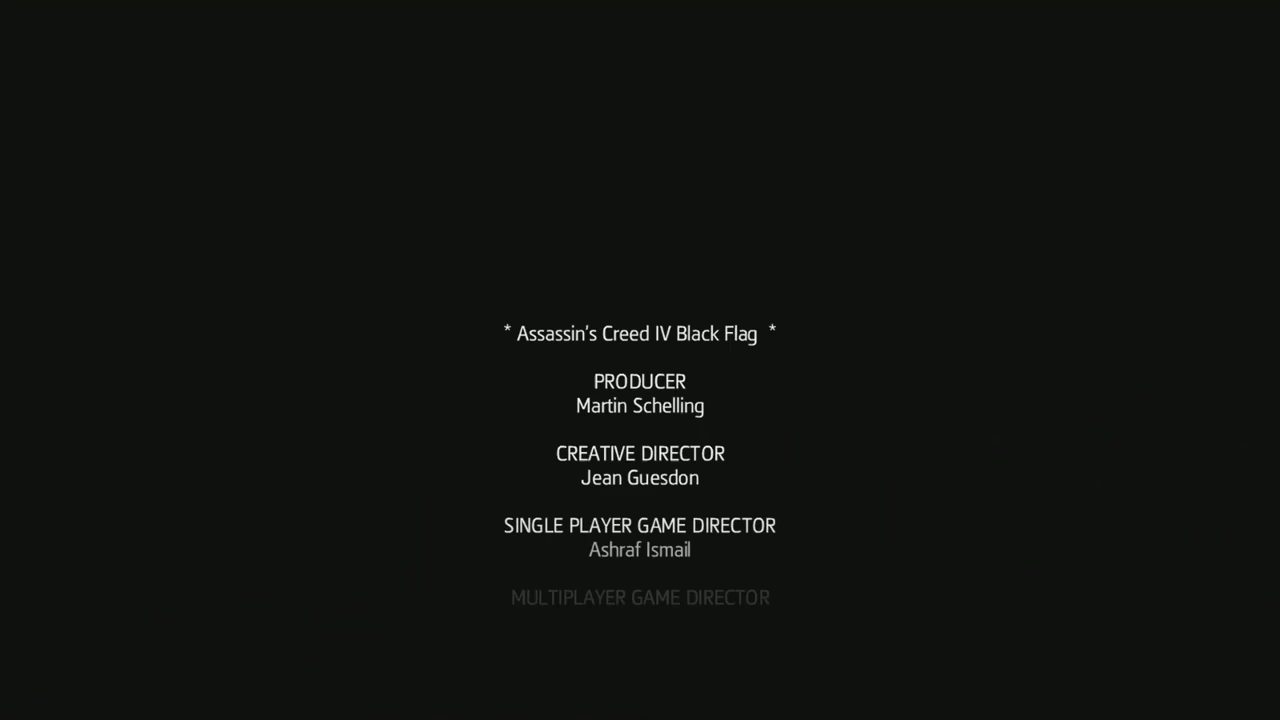 * Assassin's Creed IV Black Flag *
PRODUCER
Martin Schelling
CREATIVE DIRECTOR
Jean Guesdon
SINGLE PLAYER GAME DIRECTOR
Ashraf Ismail
MULTIPLAYER GAME DIRECTOR